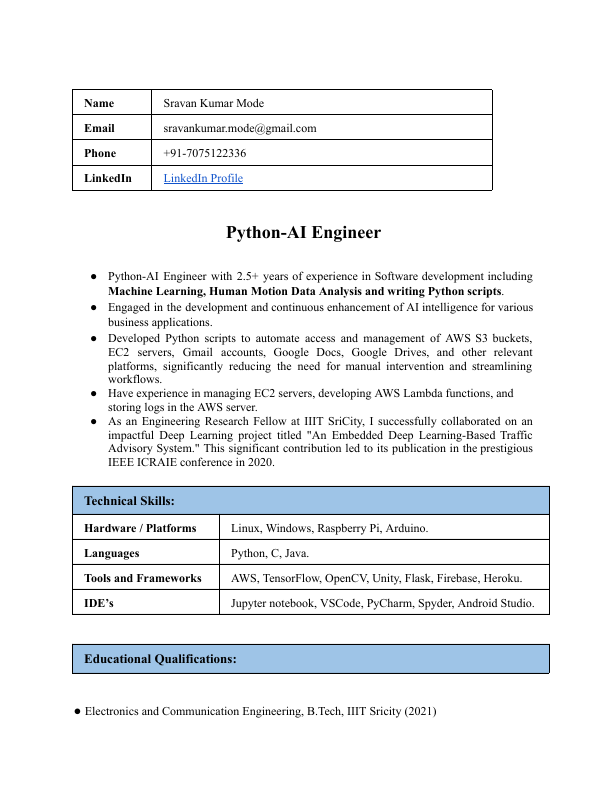 Name Sravan Kumar Mode
Email sravankumar.mode@gmail.com
Phone +91-7075122336
LinkedIn LinkedIn Profile
Python-AI Engineer
● Python-AI Engineer with 2.5+ years of experience in Software development including
Machine Learning, Human Motion Data Analysis and writing Python scripts.
● Engaged in the development and continuous enhancement of AI intelligence for various
business applications.
● Developed Python scripts to automate access and management of AWS S3 buckets,
EC2 servers, Gmail accounts, Google Docs, Google Drives, and other relevant
platforms, significantly reducing the need for manual intervention and streamlining
workflows.
● Have experience in managing EC2 servers, developing AWS Lambda functions, and
storing logs in the AWS server.
● As an Engineering Research Fellow at IIIT SriCity, I successfully collaborated on an
impactful Deep Learning project titled "An Embedded Deep Learning-Based Traffic
Advisory System." This significant contribution led to its publication in the prestigious
IEEE ICRAIE conference in 2020.
Technical Skills:
Hardware / Platforms Linux, Windows, Raspberry Pi, Arduino.
Languages Python, C, Java.
Tools and Frameworks AWS, TensorFlow, OpenCV, Unity, Flask, Firebase, Heroku.
IDE’s Jupyter notebook, VSCode, PyCharm, Spyder, Android Studio.
Educational Qualifications:
● Electronics and Communication Engineering, B.Tech, IIIT Sricity (2021)